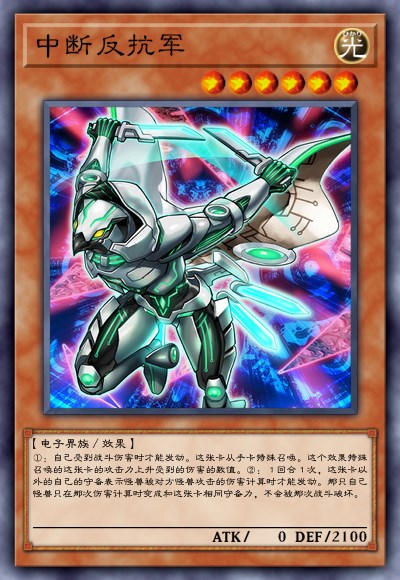 中断反抗军
ひかり
光
【电子界族/效果】
①：自己受到战斗伤害时才能发动。这张卡从手卡特殊召唤。这个效果特殊
召唤的这张卡的攻击力上升受到的伤害的数值。②：1回合1次，这张卡以
外的自己的守备表示怪兽被对方怪兽攻击的伤害计算时才能发动。那只自己
怪兽只在那次伤害计算时变成和这张卡相同守备力，不会被那次战斗破坏。
ATK/ 0 DEF/2100